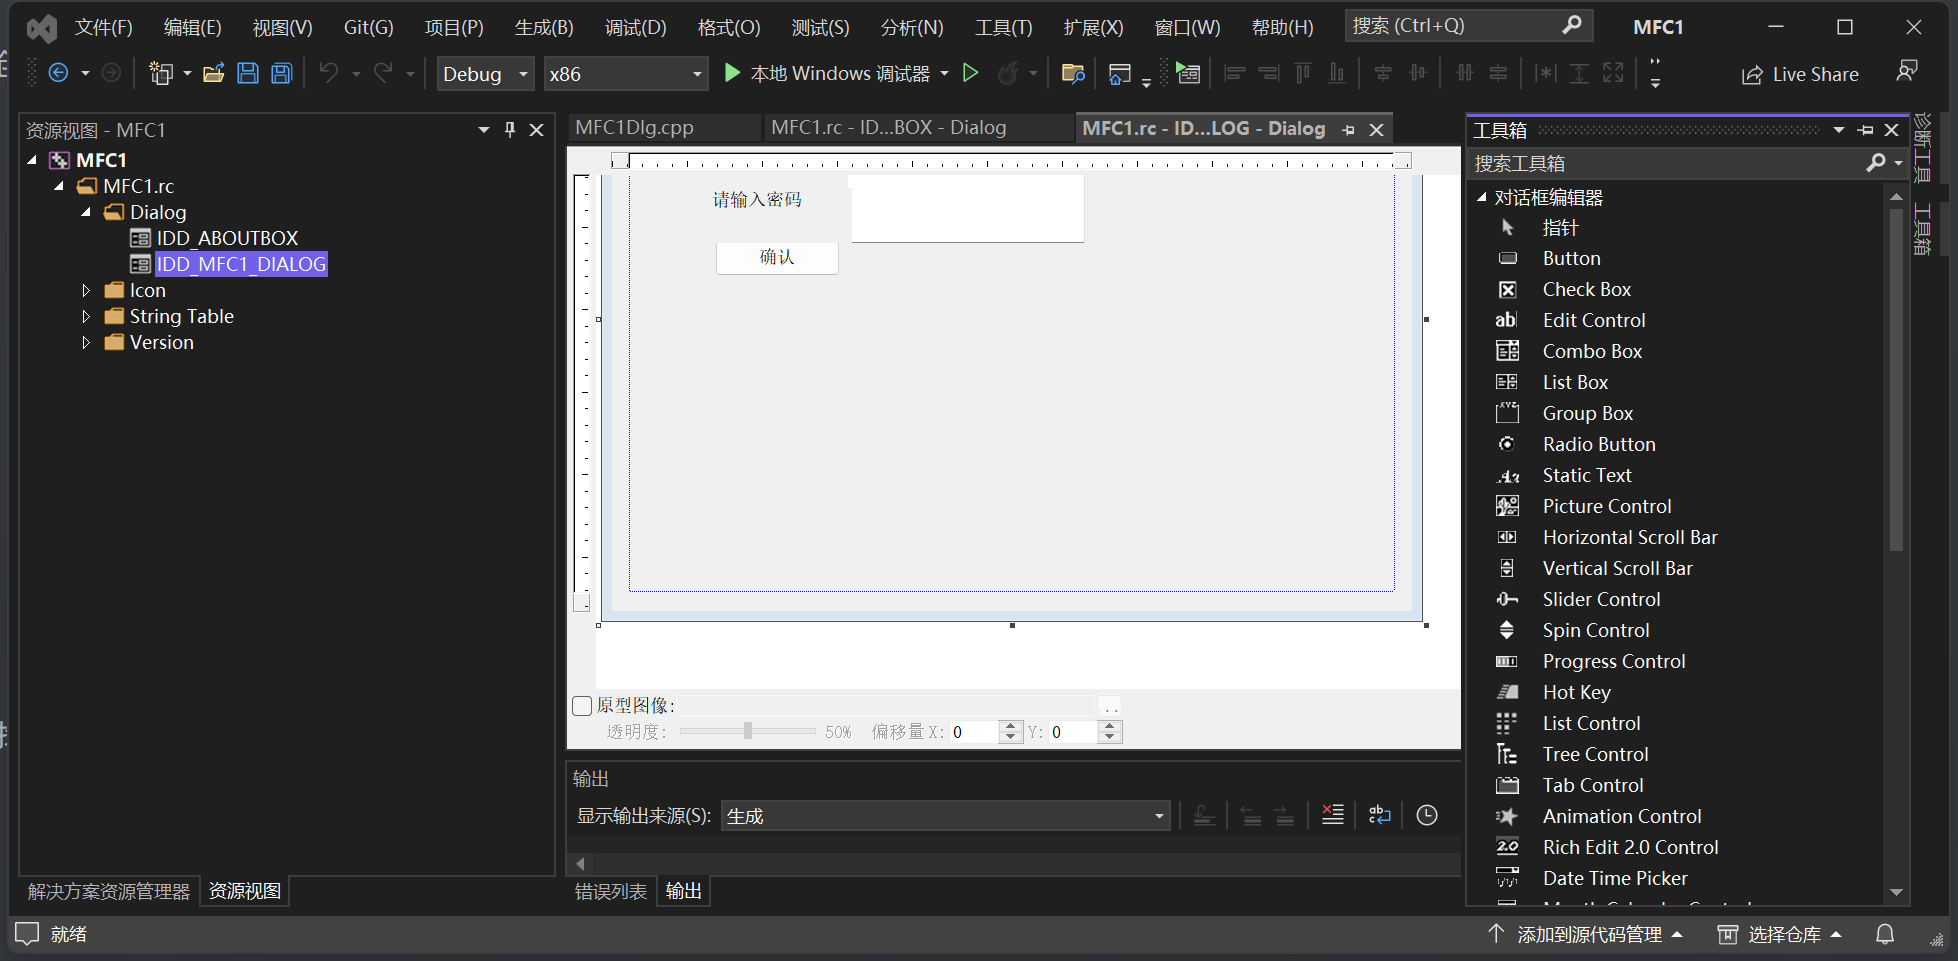 文件(F) 编辑(E) 视图(V) Git(G) 项目(P) 生成(B) 调试(D) 格式(O) 测试(S) 分析(N) 工具(T) 扩展(X) 窗口(W) 帮助(H) 搜索 (Ctrl+Q) MFC1
Debug x86 本地 Windows 调试器 Live Share
资源视图 - MFC1
MFC1
MFC1.rc
Dialog
IDD_ABOUTBOX
IDD_MFC1_DIALOG
Icon
String Table
Version
解决方案资源管理器 资源视图
MFC1Dlg.cpp MFC1.rc - ID...BOX - Dialog MFC1.rc - ID...LOG - Dialog
请输入密码
确认
原型图像: ..
透明度: 50% 偏移量 X: 0 Y: 0
输出
显示输出来源(S): 生成
错误列表 输出
工具箱
搜索工具箱
对话框编辑器
指针
Button
Check Box
Edit Control
Combo Box
List Box
Group Box
Radio Button
Static Text
Picture Control
Horizontal Scroll Bar
Vertical Scroll Bar
Slider Control
Spin Control
Progress Control
Hot Key
List Control
Tree Control
Tab Control
Animation Control
Rich Edit 2.0 Control
Date Time Picker
诊断工具
工具箱
就绪 添加到源代码管理 选择仓库